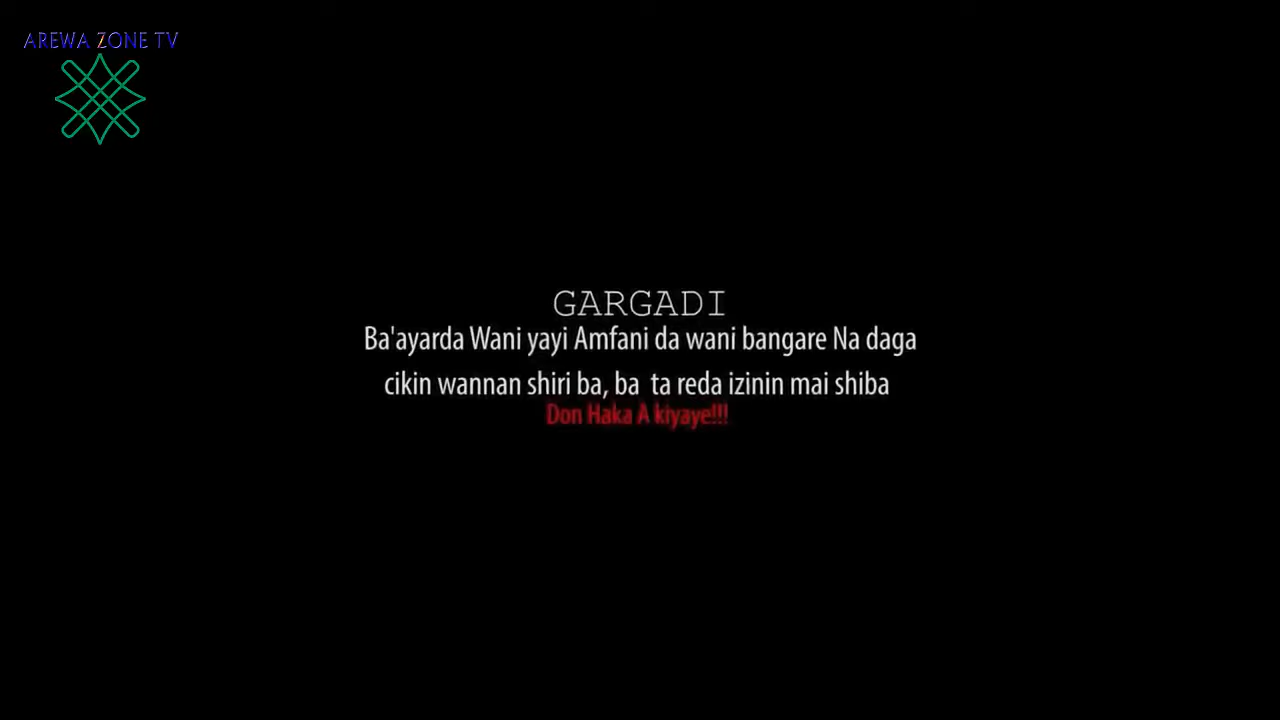 AREWA ZONE TV
GARGADI
Ba'ayarda Wani yayi Amfani da wani bangare Na daga
cikin wannan shiri ba, ba ta reda izinin mai shiba
Don Haka A kiyaye!!!